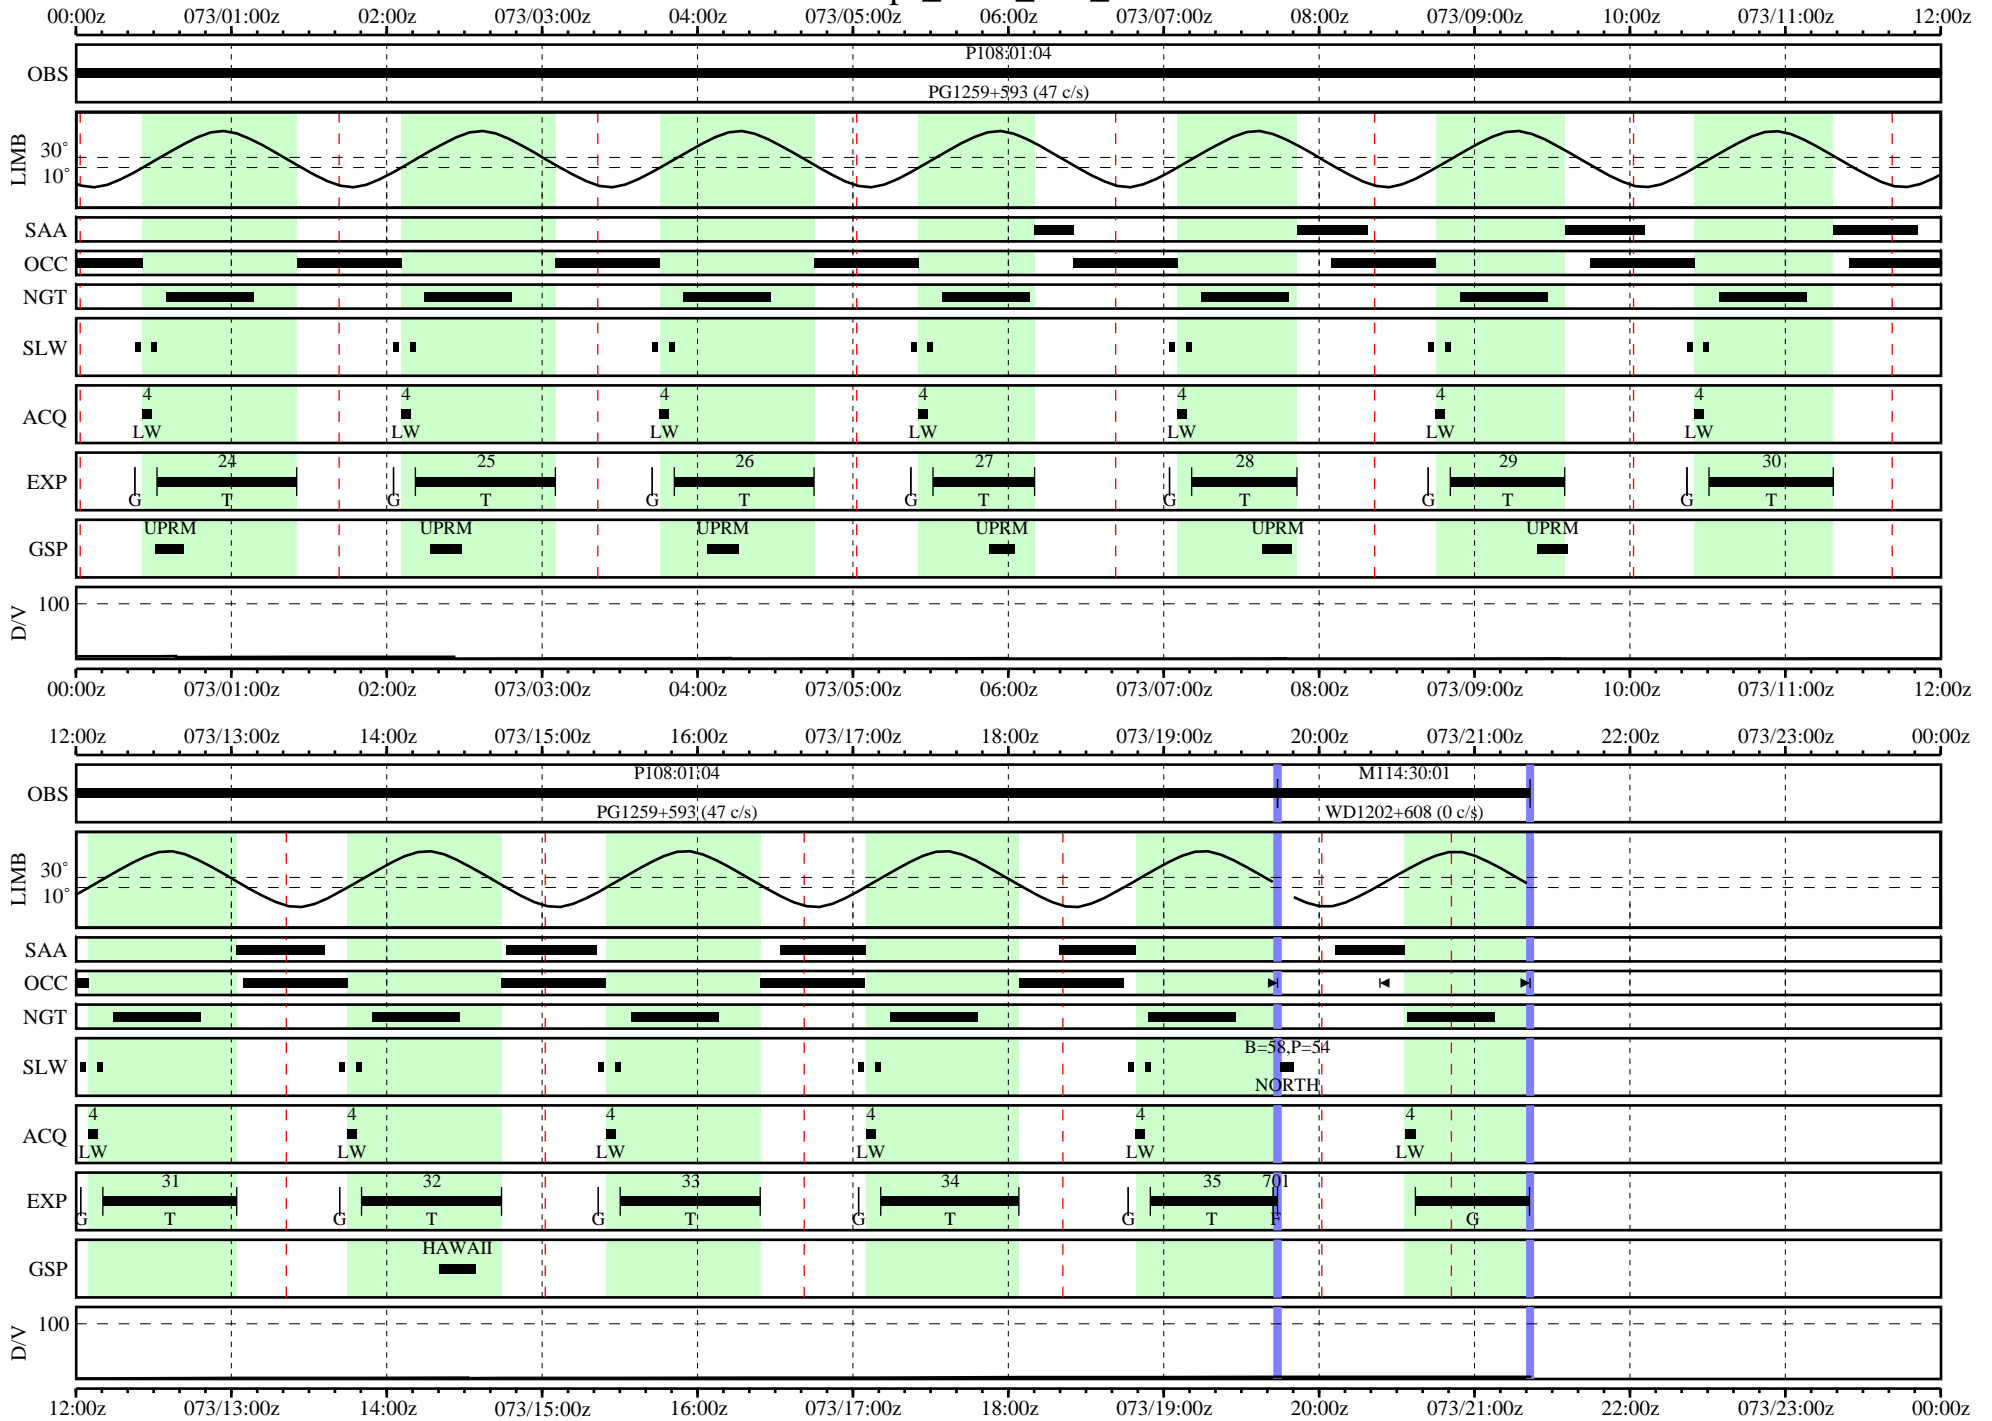 00:00z 073/01:00z 02:00z 073/03:00z 04:00z 073/05:00z 06:00z 073/07:00z 08:00z 073/09:00z 10:00z 073/11:00z 12:00z
P108:01:04
OBS
PG1259+593 (47 c/s)
LIMB 30° 10°
SAA
OCC
NGT
SLW
4 4 4 4 4 4 4
ACQ
LW LW LW LW LW LW LW
24 25 26 27 28 29 30
EXP
G T G T G T G T G T G T G T
UPRM UPRM UPRM UPRM UPRM UPRM
GSP
D/V 100
00:00z 073/01:00z 02:00z 073/03:00z 04:00z 073/05:00z 06:00z 073/07:00z 08:00z 073/09:00z 10:00z 073/11:00z 12:00z
12:00z 073/13:00z 14:00z 073/15:00z 16:00z 073/17:00z 18:00z 073/19:00z 20:00z 073/21:00z 22:00z 073/23:00z 00:00z
P108:01:04 M114:30:01
OBS
PG1259+593 (47 c/s) WD1202+608 (0 c/s)
LIMB 30° 10°
SAA
OCC
NGT
B=58,P=54
SLW
NORTH
4 4 4 4 4 4
ACQ
LW LW LW LW LW LW
31 32 33 34 35 701
EXP
G T G T G T G T G T F G
HAWAII
GSP
D/V 100
12:00z 073/13:00z 14:00z 073/15:00z 16:00z 073/17:00z 18:00z 073/19:00z 20:00z 073/21:00z 22:00z 073/23:00z 00:00z